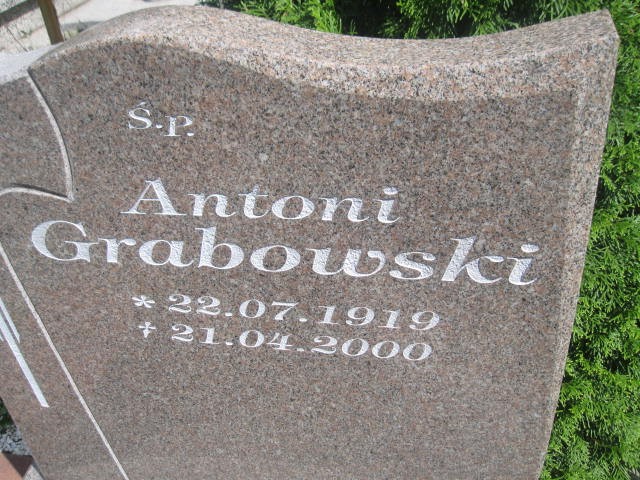 Ś.P.
Antoni
Grabowski
* 22.07.1919
† 21.04.2000